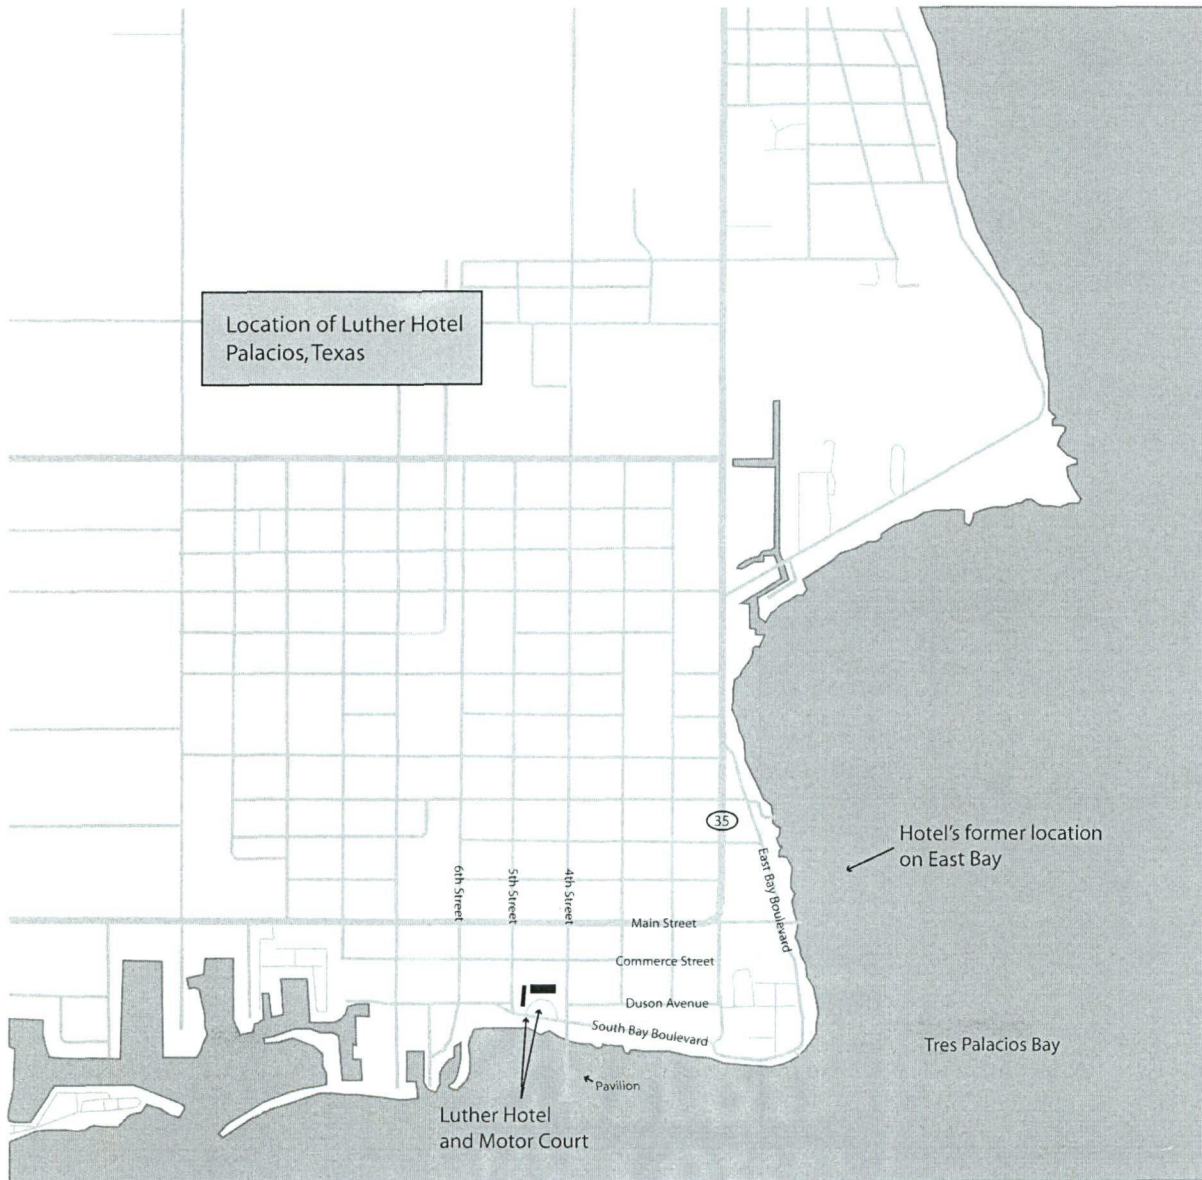 Location of Luther Hotel
Palacios, Texas
35
Hotel's former location
on East Bay
East Bay Boulevard
6th Street
5th Street
4th Street
Main Street
Commerce Street
Duson Avenue
South Bay Boulevard
Tres Palacios Bay
Pavilion
Luther Hotel
and Motor Court